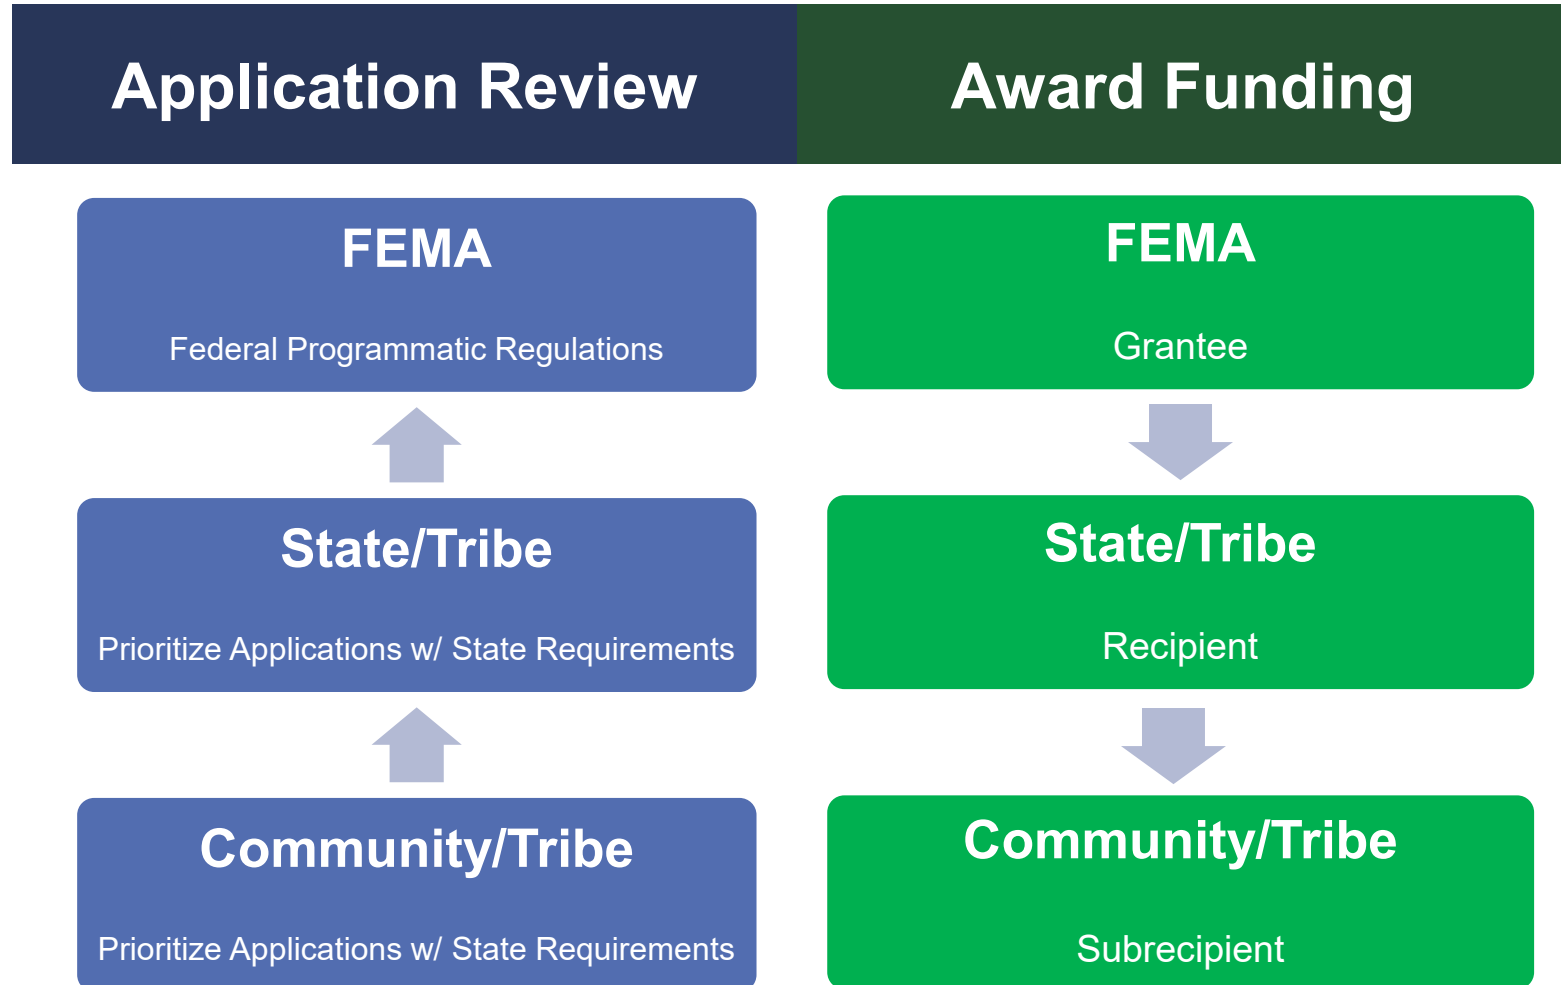 Application Review
Award Funding
FEMA
Federal Programmatic Regulations
State/Tribe
Prioritize Applications w/ State Requirements
Community/Tribe
Prioritize Applications w/ State Requirements
FEMA
Grantee
State/Tribe
Recipient
Community/Tribe
Subrecipient